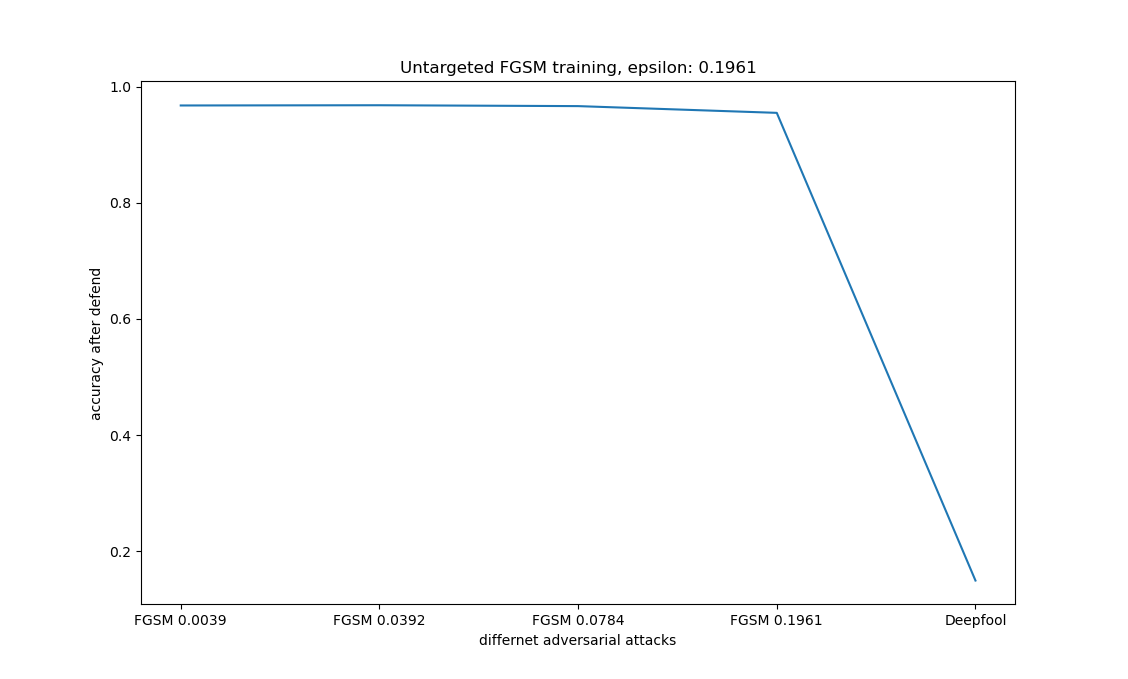 Untargeted FGSM training, epsilon: 0.1961
1.0
0.8
0.6
0.4
0.2
accuracy after defend
FGSM 0.0039 FGSM 0.0392 FGSM 0.0784 FGSM 0.1961 Deepfool
differnet adversarial attacks